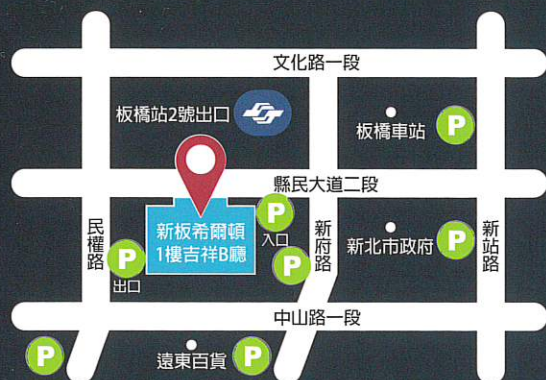 文化路一段
板橋站2號出口
板橋車站
P
縣民大道二段
新板希爾頓
1樓吉祥B廳
P
入口
P
出口
P
民權路
新府路
新北市政府
P
新站路
中山路一段
P
遠東百貨
P